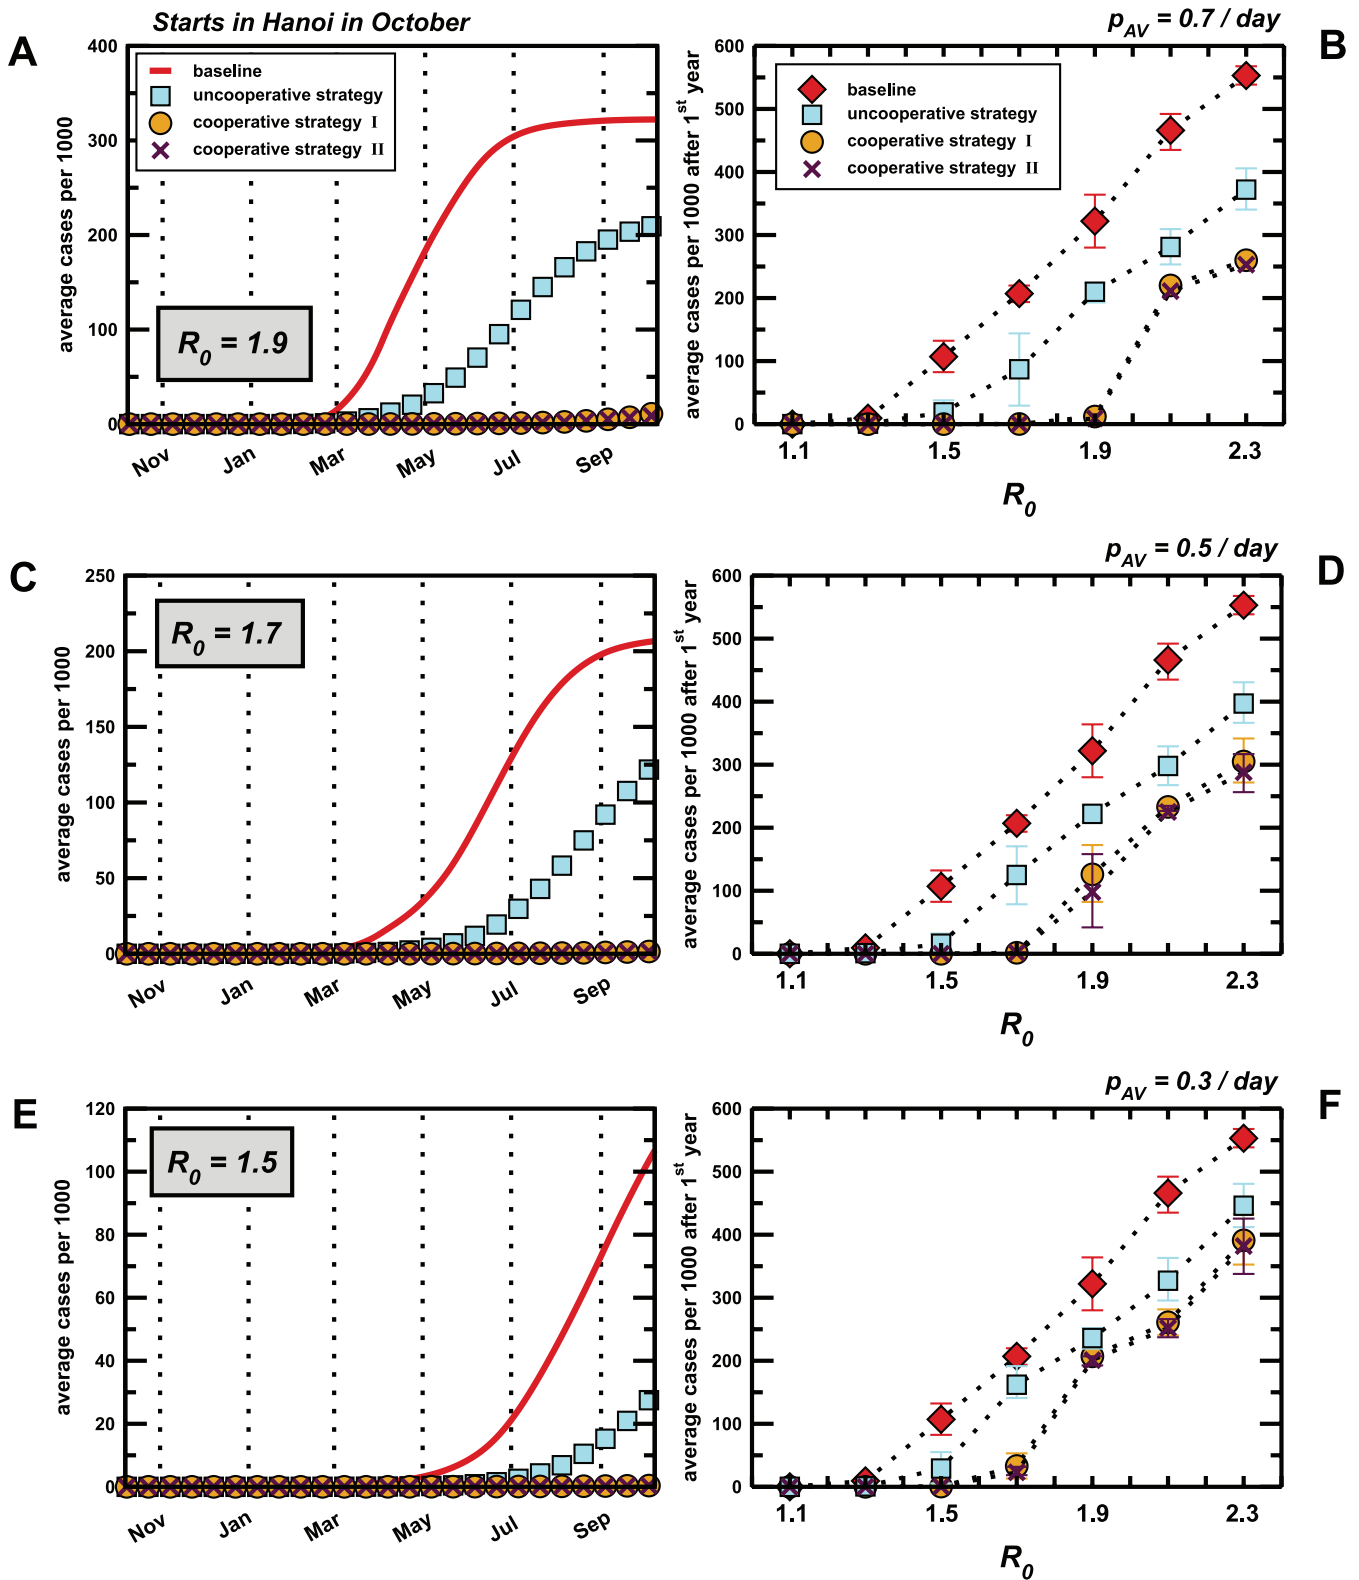 Starts in Hanoi in October
A
400
300
200
100
0
average cases per 1000
baseline
uncooperative strategy
cooperative strategy I
cooperative strategy II
R0 = 1.9
Nov
Jan
Mar
May
Jul
Sep
pAV = 0.7 / day
B
600
500
400
300
200
100
0
average cases per 1000 after 1st year
baseline
uncooperative strategy
cooperative strategy I
cooperative strategy II
1.1
1.5
1.9
2.3
R0
C
250
200
150
100
50
0
average cases per 1000
R0 = 1.7
Nov
Jan
Mar
May
Jul
Sep
pAV = 0.5 / day
D
600
500
400
300
200
100
0
average cases per 1000 after 1st year
1.1
1.5
1.9
2.3
R0
E
120
100
80
60
40
20
0
average cases per 1000
R0 = 1.5
Nov
Jan
Mar
May
Jul
Sep
pAV = 0.3 / day
F
600
500
400
300
200
100
0
average cases per 1000 after 1st year
1.1
1.5
1.9
2.3
R0